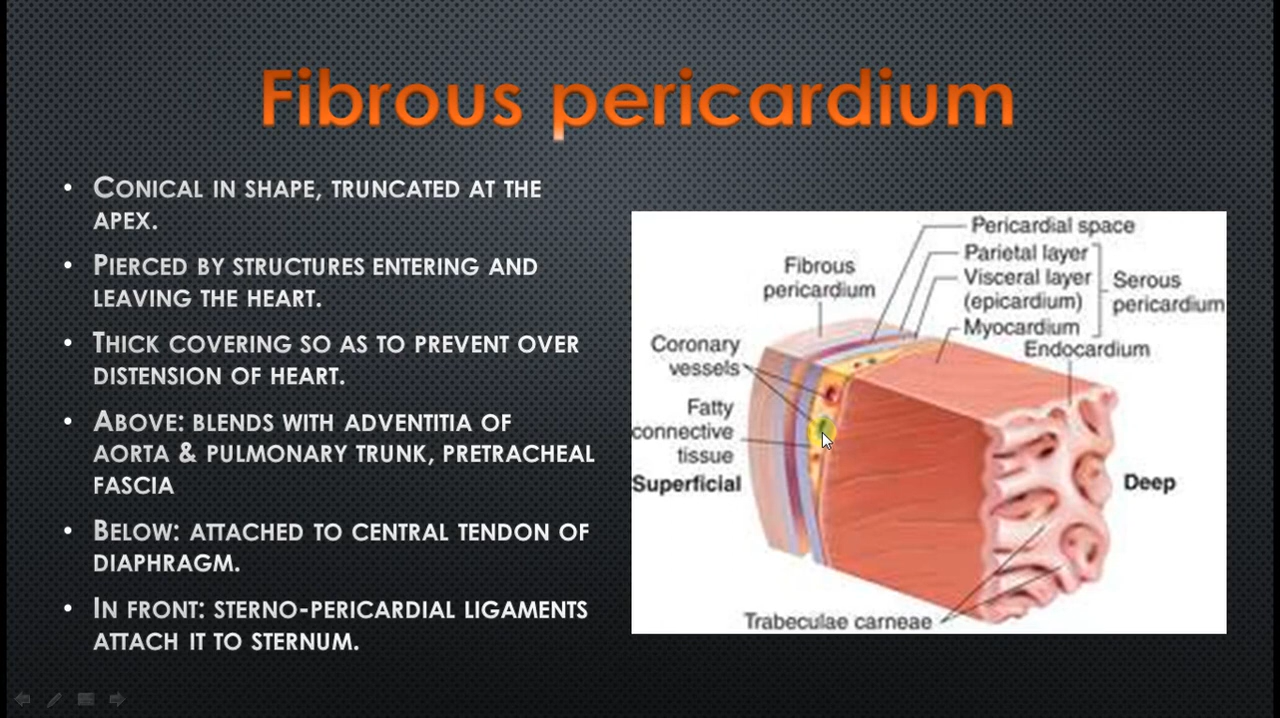 Fibrous pericardium
• CONICAL IN SHAPE, TRUNCATED AT THE
APEX.
• PIERCED BY STRUCTURES ENTERING AND
LEAVING THE HEART.
• THICK COVERING SO AS TO PREVENT OVER
DISTENSION OF HEART.
• ABOVE: BLENDS WITH ADVENTITIA OF
AORTA & PULMONARY TRUNK, PRETRACHEAL
FASCIA
• BELOW: ATTACHED TO CENTRAL TENDON OF
DIAPHRAGM.
• IN FRONT: STERNO-PERICARDIAL LIGAMENTS
ATTACH IT TO STERNUM.
Pericardial space
Parietal layer
Visceral layer
(epicardium)
Serous
pericardium
Myocardium
Endocardium
Fibrous
pericardium
Coronary
vessels
Fatty
connective
tissue
Superficial
Deep
Trabeculae carneae